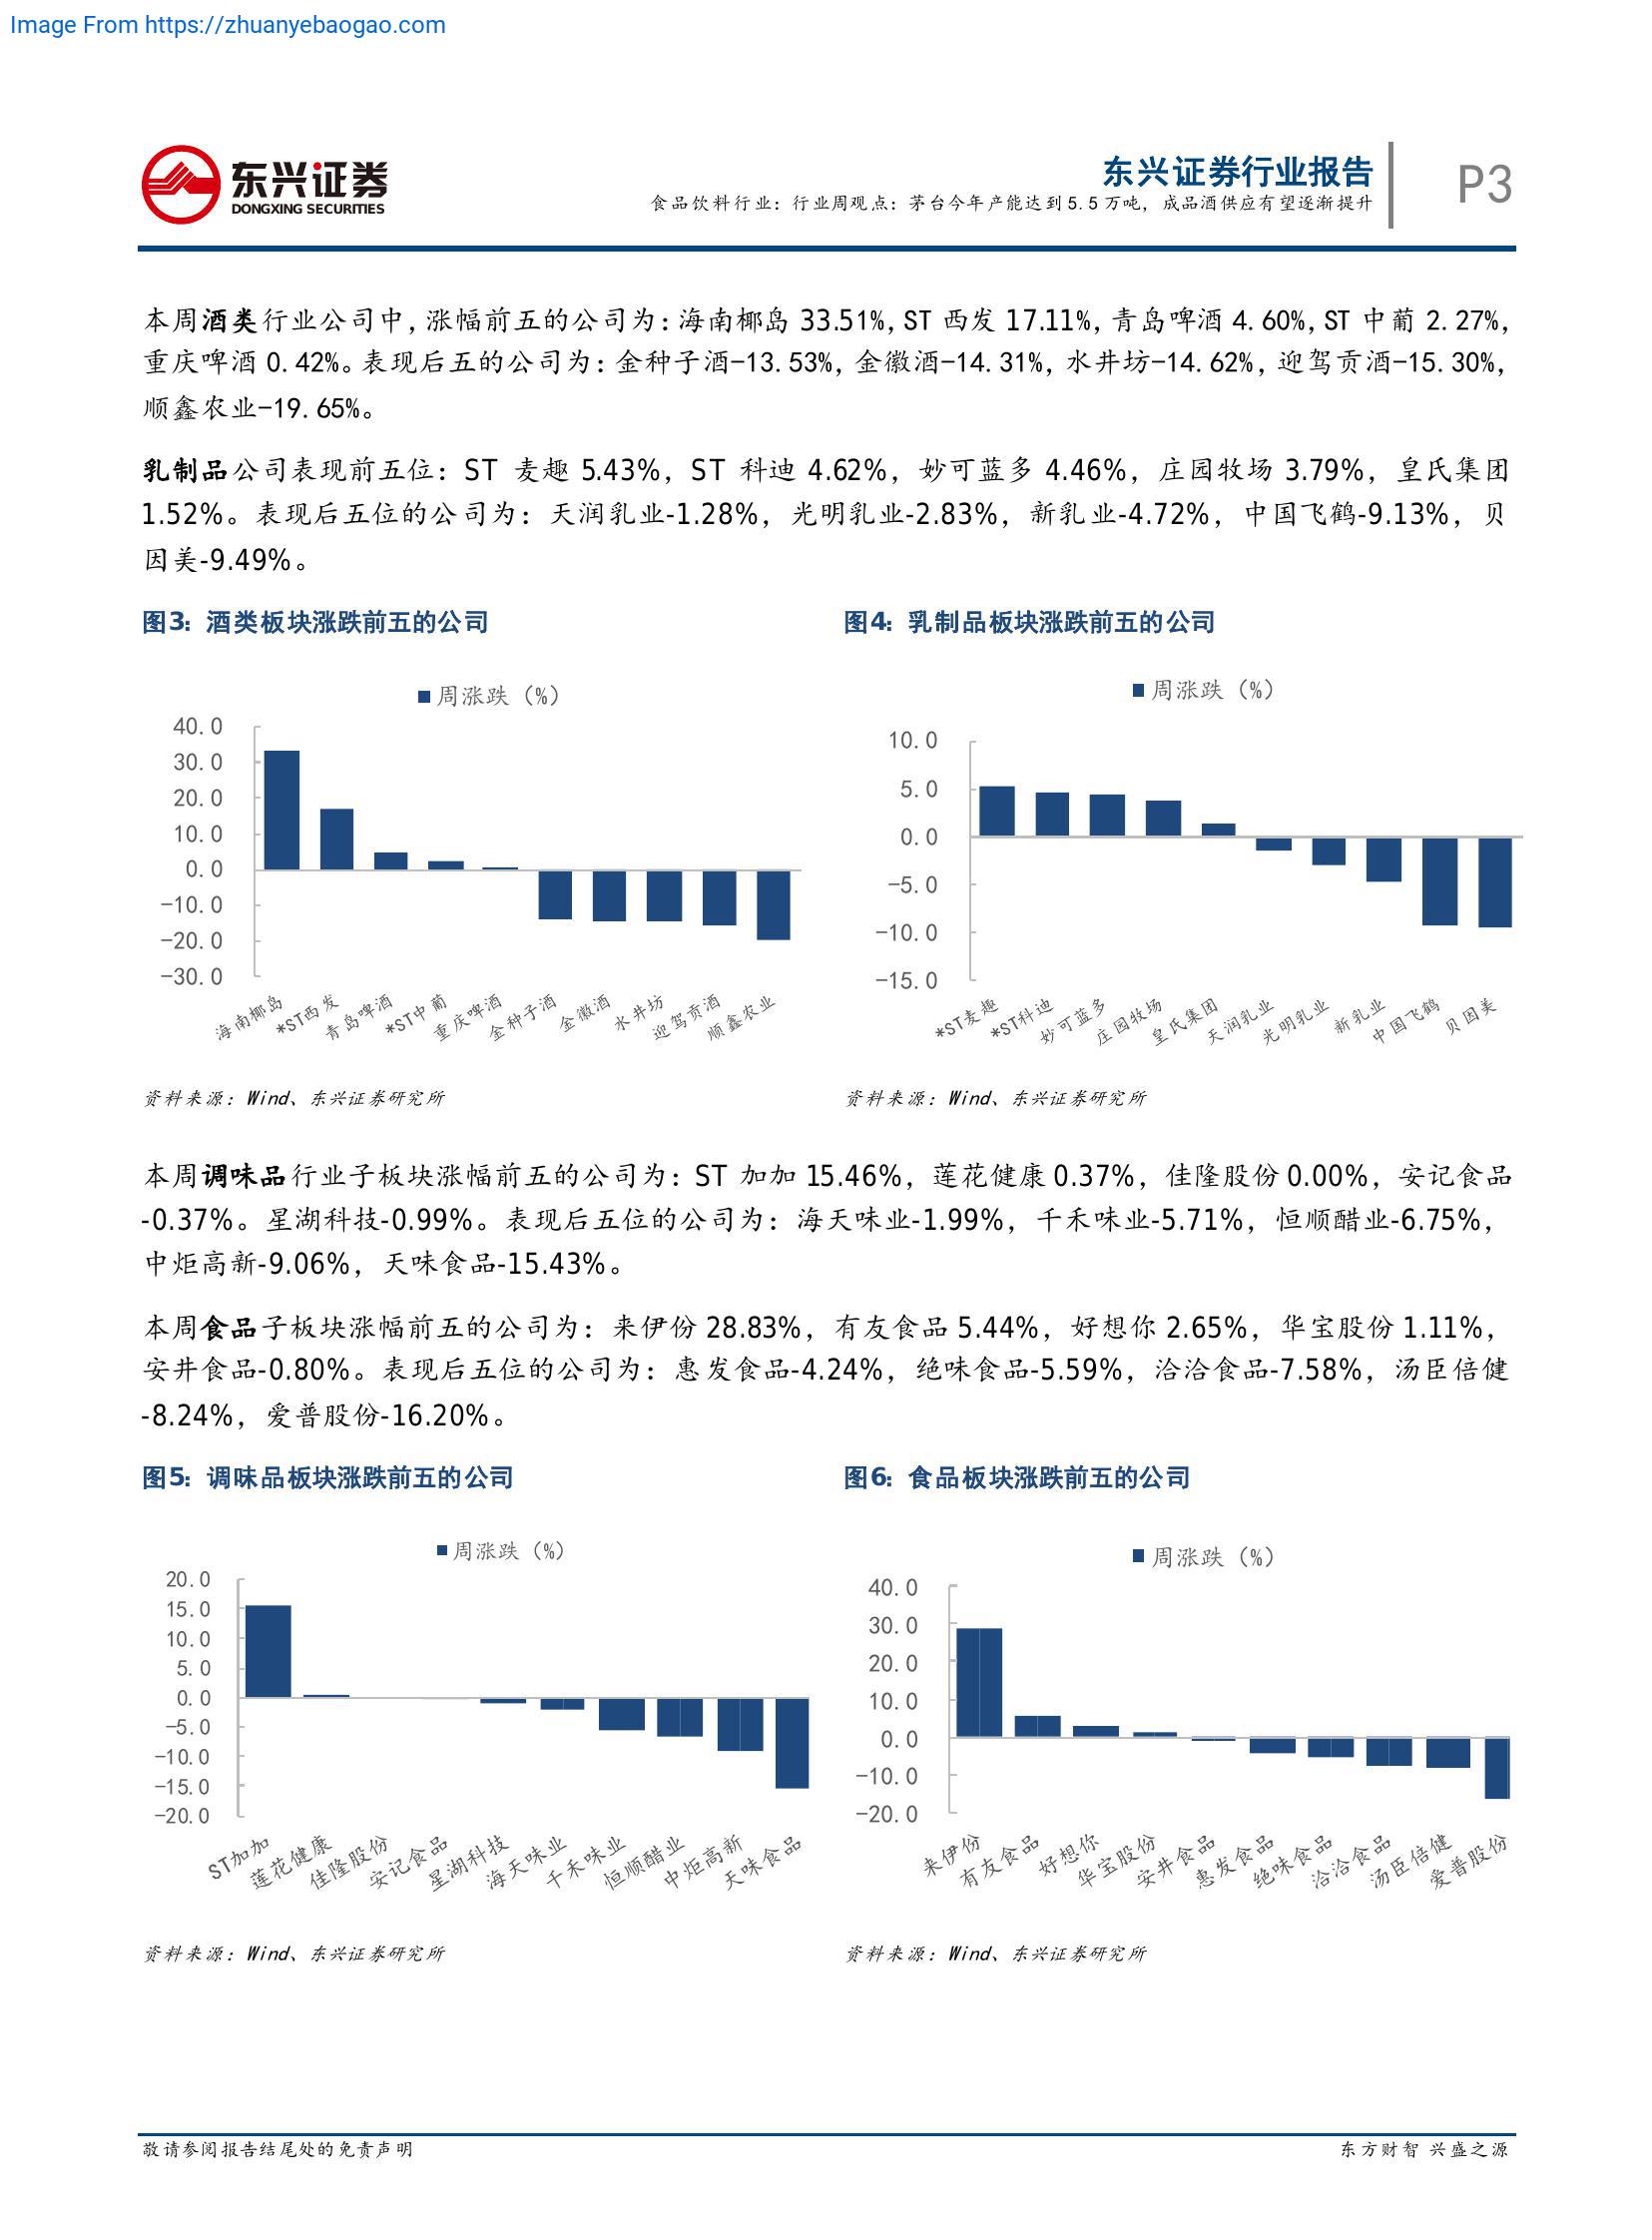 Image From https://zhuanyebaogao.com
东兴证券
DONGXING SECURITIES
东兴证券行业报告
食品饮料行业：行业周观点：茅台今年产能达到5.5万吨，成品酒供应有望逐渐提升
P3
本周酒类行业公司中，涨幅前五的公司为：海南椰岛 33.51%，ST 西发 17.11%，青岛啤酒 4.60%，ST 中葡 2.27%，
重庆啤酒 0.42%。表现后五的公司为：金种子酒-13.53%，金徽酒-14.31%，水井坊-14.62%，迎驾贡酒-15.30%，
顺鑫农业-19.65%。
乳制品公司表现前五位：ST 麦趣 5.43%，ST 科迪 4.62%，妙可蓝多 4.46%，庄园牧场 3.79%，皇氏集团
1.52%。表现后五位的公司为：天润乳业-1.28%，光明乳业-2.83%，新乳业-4.72%，中国飞鹤-9.13%，贝
因美-9.49%。
图3：酒类板块涨跌前五的公司
周涨跌（%）
40.0
30.0
20.0
10.0
0.0
-10.0
-20.0
-30.0
海南椰岛
*ST西发
青岛啤酒
*ST中葡
重庆啤酒
金种子酒
金徽酒
水井坊
迎驾贡酒
顺鑫农业
资料来源：Wind、东兴证券研究所
图4：乳制品板块涨跌前五的公司
周涨跌（%）
10.0
5.0
0.0
-5.0
-10.0
-15.0
*ST麦趣
*ST科迪
妙可蓝多
庄园牧场
皇氏集团
天润乳业
光明乳业
新乳业
中国飞鹤
贝因美
资料来源：Wind、东兴证券研究所
本周调味品行业子板块涨幅前五的公司为：ST 加加 15.46%，莲花健康 0.37%，佳隆股份 0.00%，安记食品
-0.37%。星湖科技-0.99%。表现后五位的公司为：海天味业-1.99%，千禾味业-5.71%，恒顺醋业-6.75%，
中炬高新-9.06%，天味食品-15.43%。
本周食品子板块涨幅前五的公司为：来伊份 28.83%，有友食品 5.44%，好想你 2.65%，华宝股份 1.11%，
安井食品-0.80%。表现后五位的公司为：惠发食品-4.24%，绝味食品-5.59%，洽洽食品-7.58%，汤臣倍健
-8.24%，爱普股份-16.20%。
图5：调味品板块涨跌前五的公司
周涨跌（%）
20.0
15.0
10.0
5.0
0.0
-5.0
-10.0
-15.0
-20.0
ST加加
莲花健康
佳隆股份
安记食品
星湖科技
海天味业
千禾味业
恒顺醋业
中炬高新
天味食品
资料来源：Wind、东兴证券研究所
图6：食品板块涨跌前五的公司
周涨跌（%）
40.0
30.0
20.0
10.0
0.0
-10.0
-20.0
来伊份
有友食品
好想你
华宝股份
安井食品
惠发食品
绝味食品
洽洽食品
汤臣倍健
爱普股份
资料来源：Wind、东兴证券研究所
敬请参阅报告结尾处的免责声明
东方财智 兴盛之源